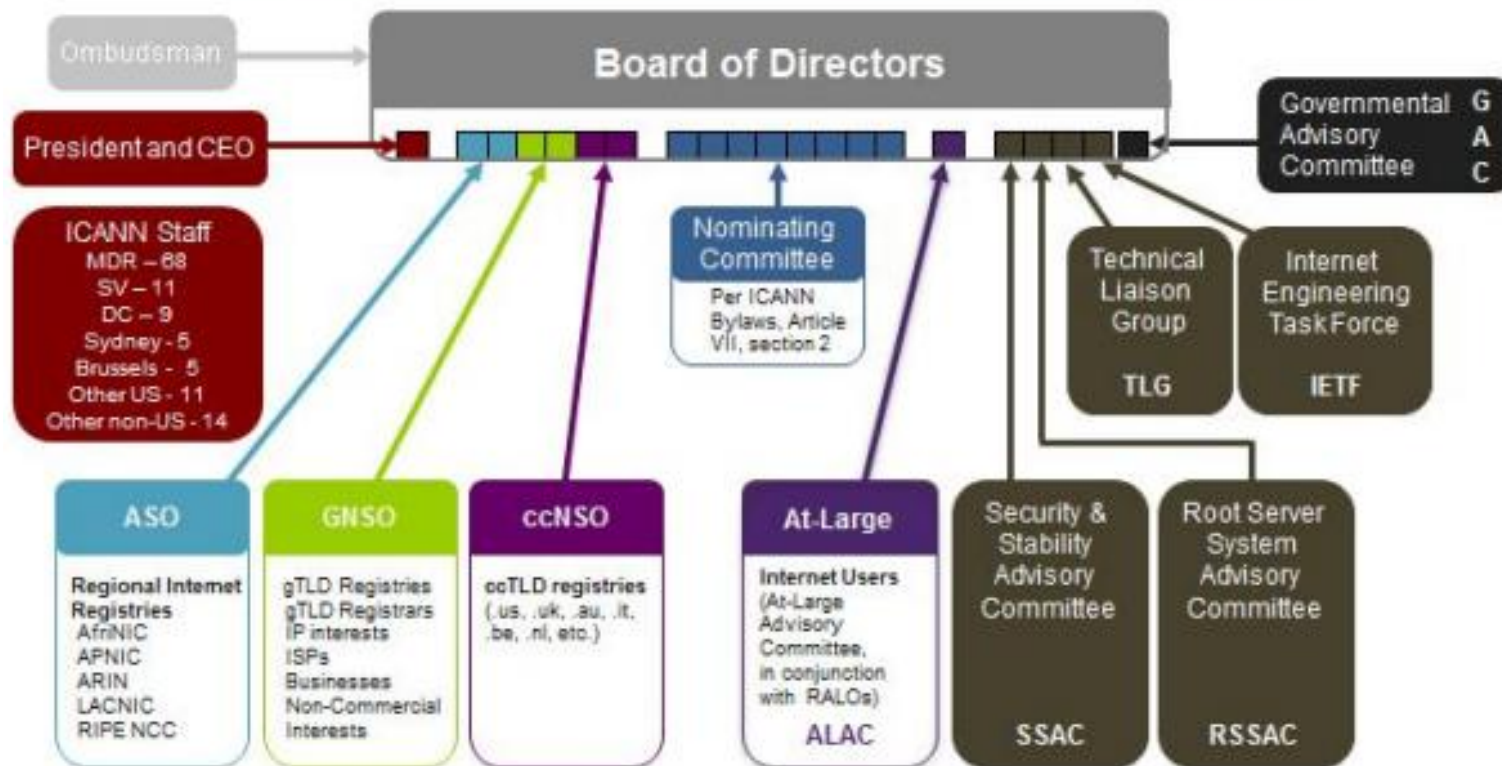 Ombudsman
Board of Directors
President and CEO
Governmental
Advisory
Committee
G
A
C
ICANN Staff
MDR – 68
SV – 11
DC – 9
Sydney - 5
Brussels - 5
Other US - 11
Other non-US - 14
Nominating
Committee
Per ICANN
Bylaws, Article
VII, section 2
Technical
Liaison
Group
TLG
Internet
Engineering
Task Force
IETF
ASO
Regional Internet
Registries
AfriNIC
APNIC
ARIN
LACNIC
RIPE NCC
GNSO
gTLD Registries
gTLD Registrars
IP interests
ISPs
Businesses
Non-Commercial
Interests
ccNSO
ccTLD registries
(.us, .uk, .au, .it,
.be, .nl, etc.)
At-Large
Internet Users
(At-Large
Advisory
Committee,
in conjunction
with RALOs)
ALAC
Security &
Stability
Advisory
Committee
SSAC
Root Server
System
Advisory
Committee
RSSAC